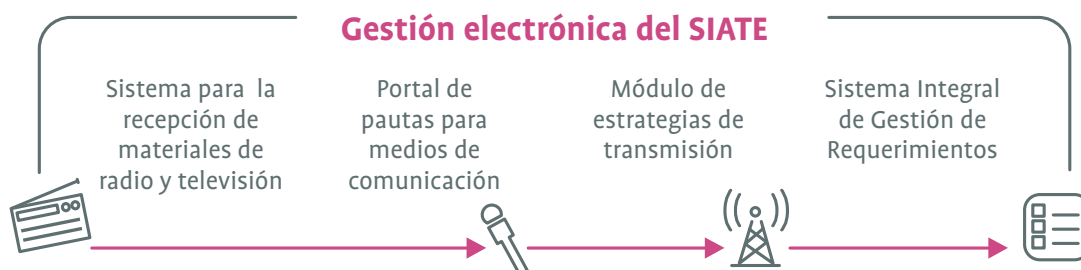 Gestión electrónica del SIATE
Sistema para la
recepción de
materiales de
radio y televisión
Portal de
pautas para
medios de
comunicación
Módulo de
estrategias de
transmisión
Sistema Integral
de Gestión de
Requerimientos